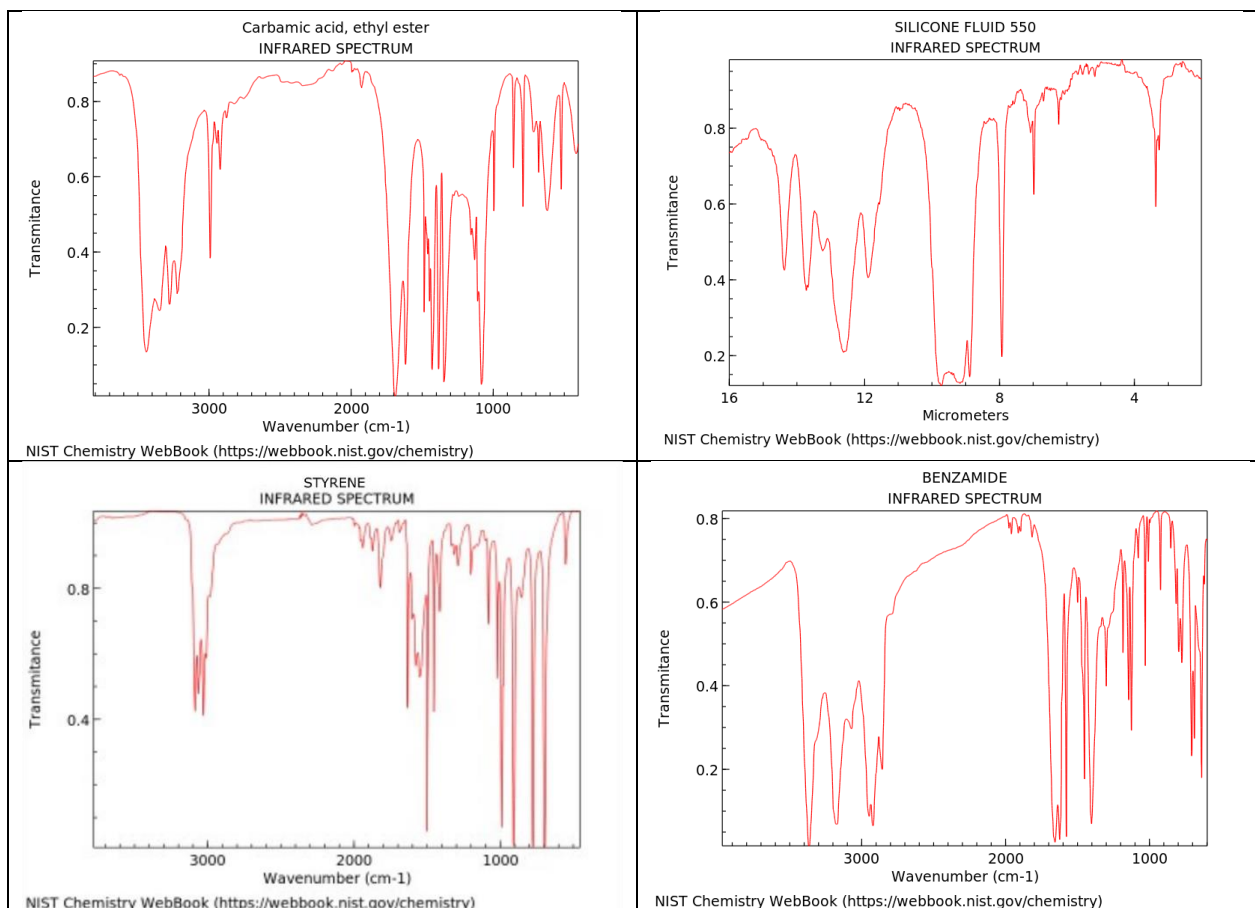 Carbamic acid, ethyl ester
INFRARED SPECTRUM
0.8
0.6
0.4
0.2
Transmitance
3000 2000 1000
Wavenumber (cm-1)
NIST Chemistry WebBook (https://webbook.nist.gov/chemistry)
SILICONE FLUID 550
INFRARED SPECTRUM
0.8
0.6
0.4
0.2
Transmitance
16 12 8 4
Micrometers
NIST Chemistry WebBook (https://webbook.nist.gov/chemistry)
STYRENE
INFRARED SPECTRUM
0.8
0.4
Transmitance
3000 2000 1000
Wavenumber (cm-1)
NIST Chemistry WebBook (https://webbook.nist.gov/chemistry)
BENZAMIDE
INFRARED SPECTRUM
0.8
0.6
0.4
0.2
Transmitance
3000 2000 1000
Wavenumber (cm-1)
NIST Chemistry WebBook (https://webbook.nist.gov/chemistry)